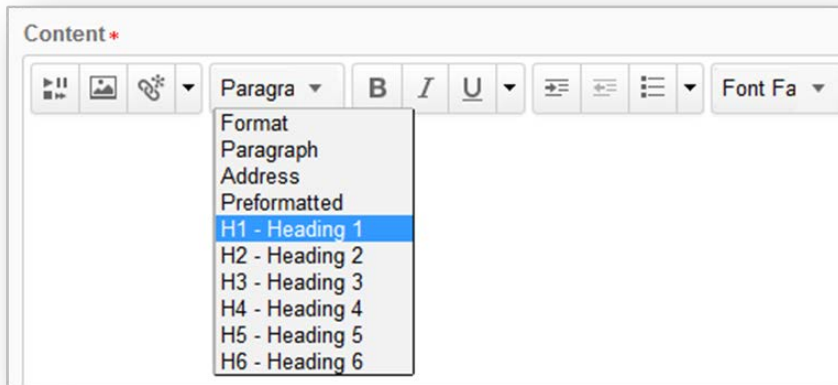 Content*
Paragra B I U Font Fa
Format
Paragraph
Address
Preformatted
H1 - Heading 1
H2 - Heading 2
H3 - Heading 3
H4 - Heading 4
H5 - Heading 5
H6 - Heading 6